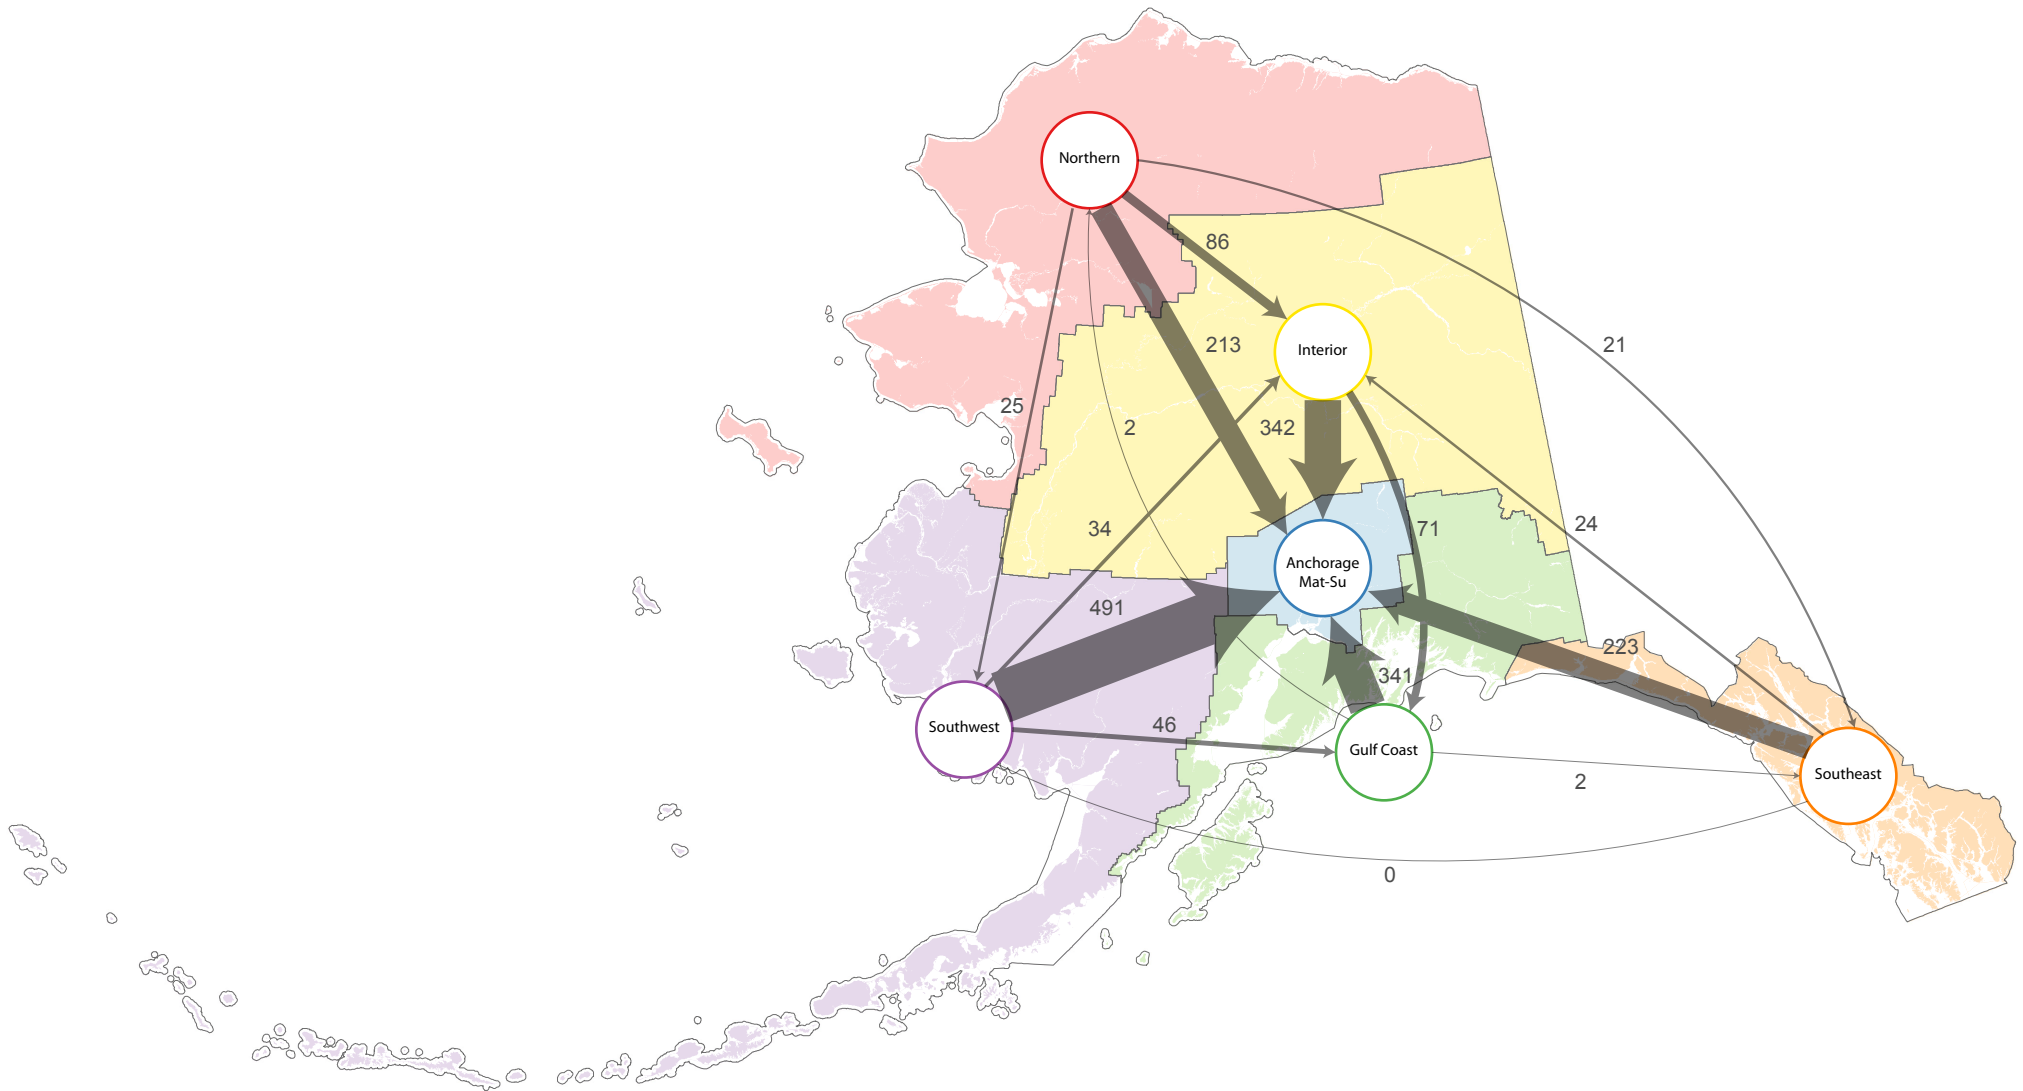 Northern
86
213
Interior
21
25
2
342
34
71
24
Anchorage
Mat-Su
491
223
341
Southwest
46
Gulf Coast
2
Southeast
0